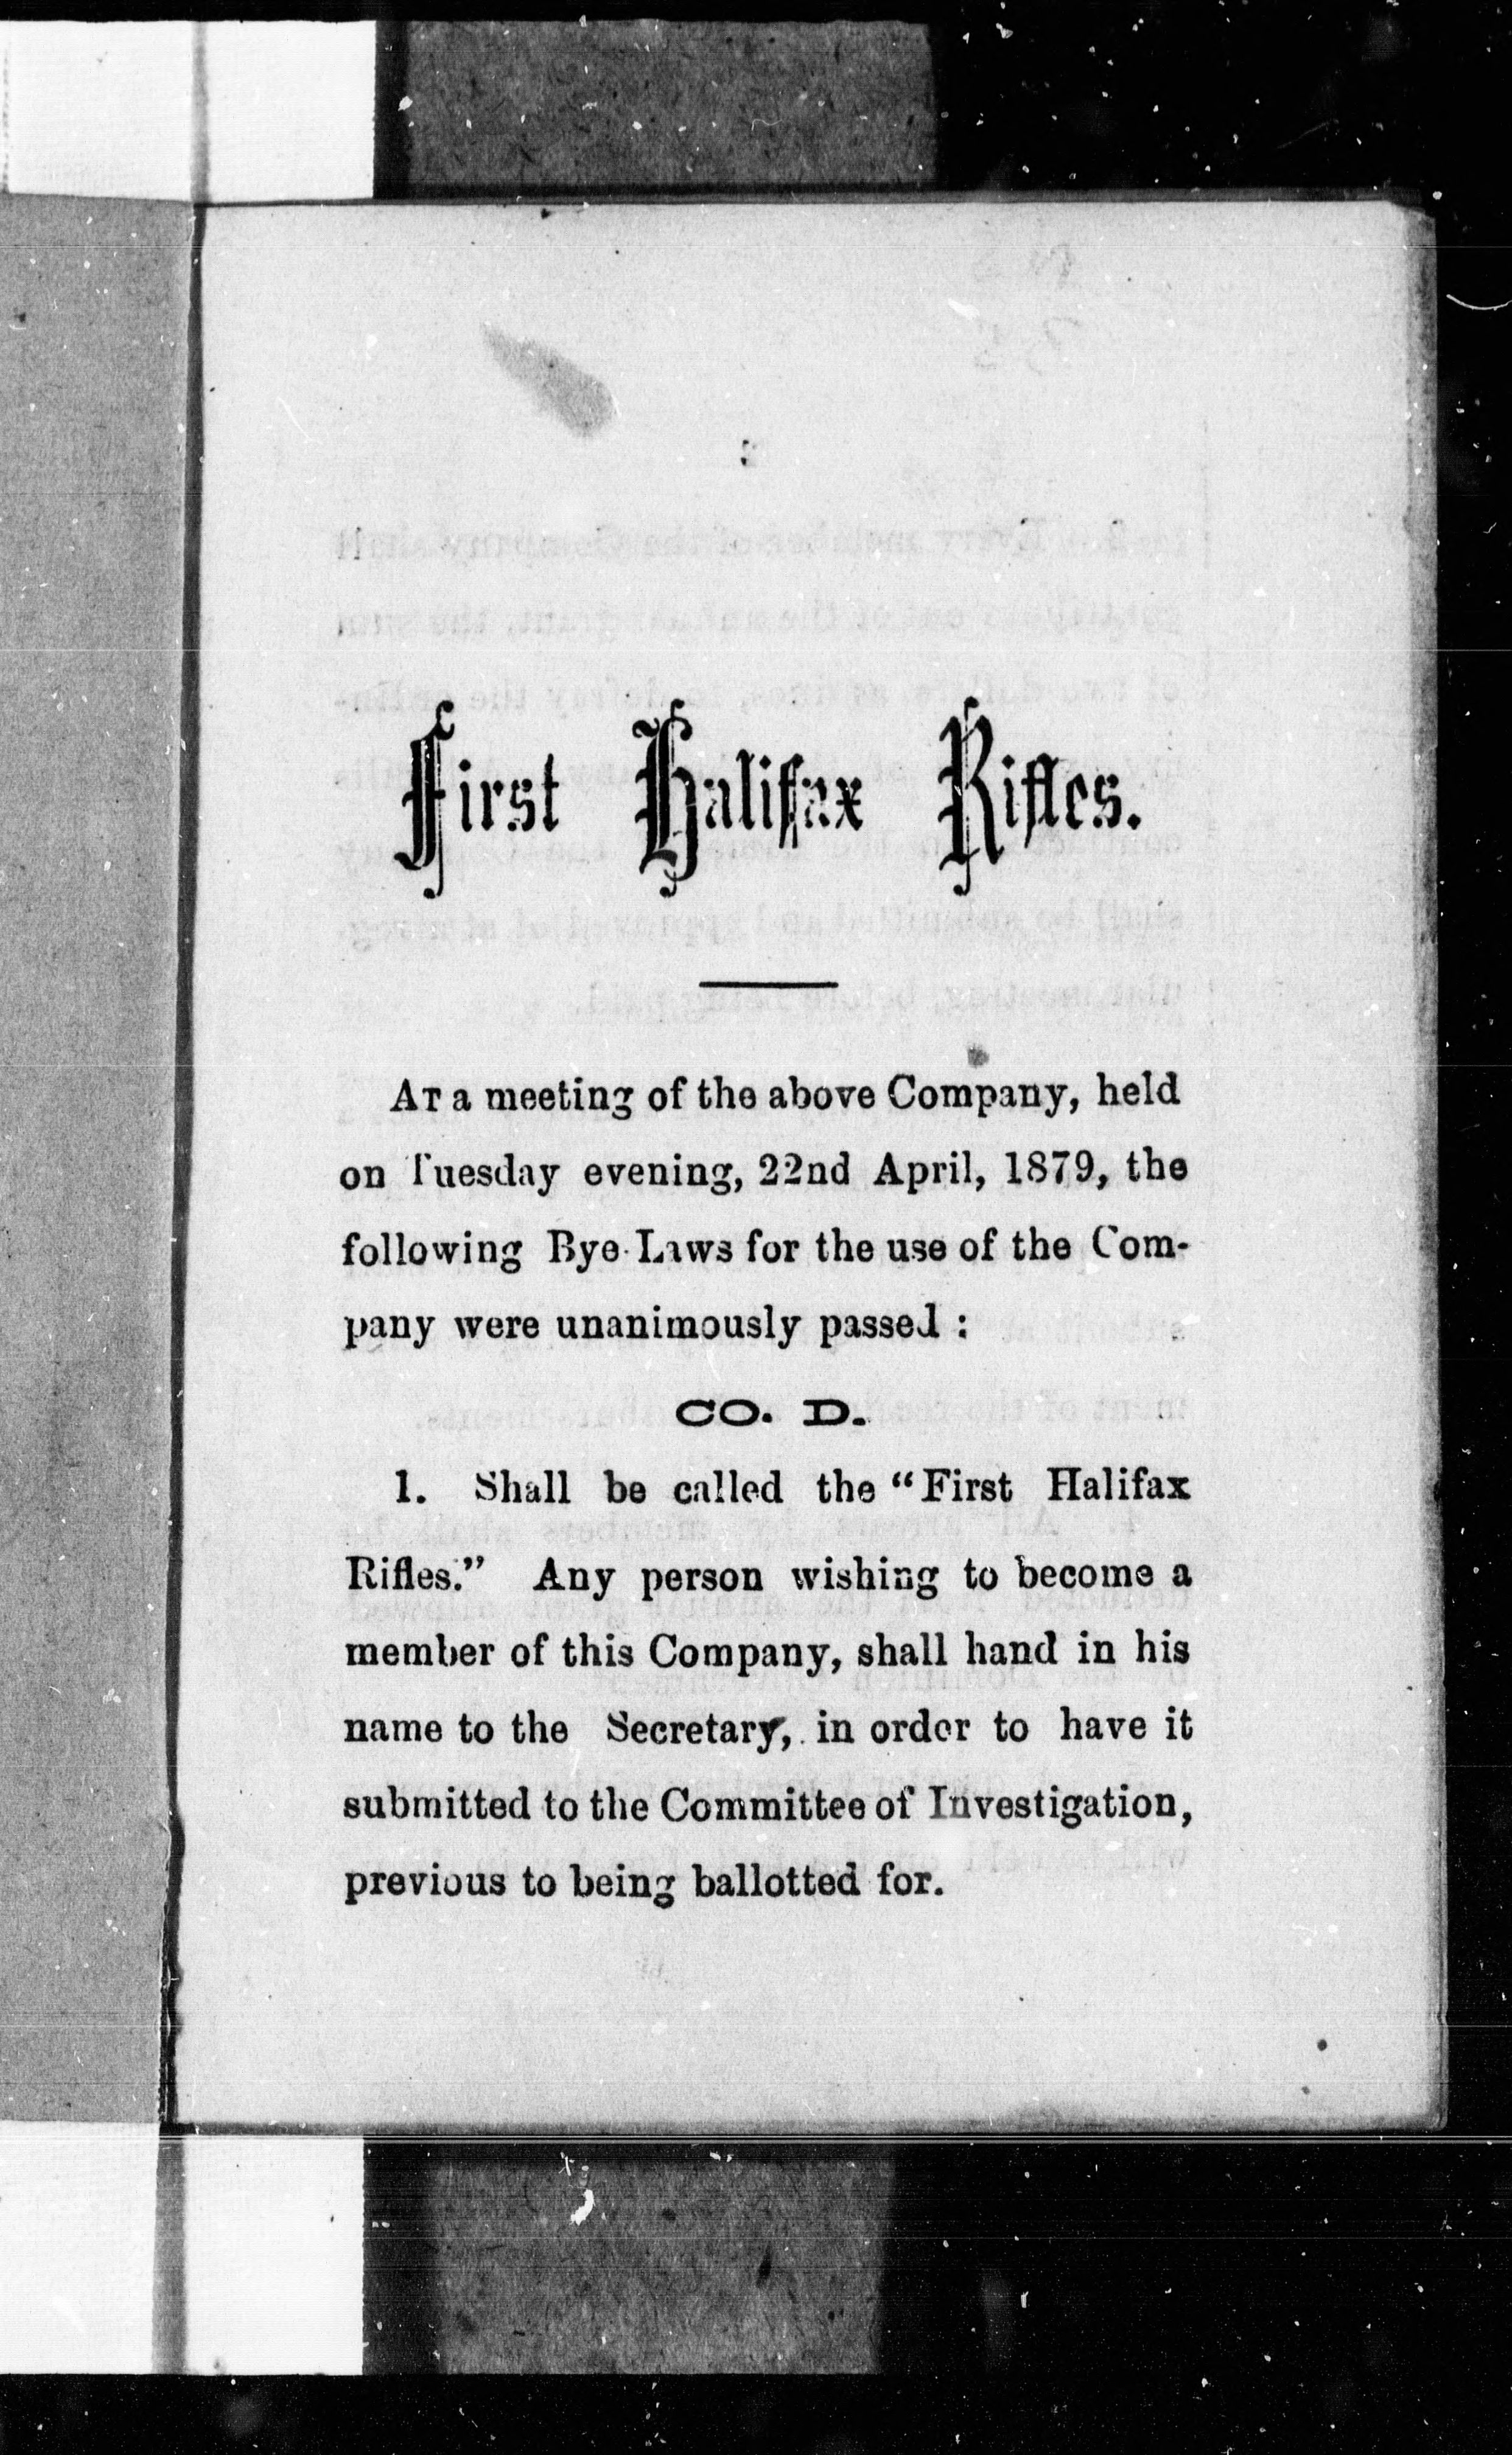 First Halifax Rifles.
AT a meeting of the above Company, held
on Tuesday evening, 22nd April, 1879, the
following Bye-Laws for the use of the Com-
pany were unanimously passed :
CO. D.
1. Shall be called the "First Halifax
Rifles." Any person wishing to become a
member of this Company, shall hand in his
name to the Secretary, in order to have it
submitted to the Committee of Investigation,
previous to being ballotted for.